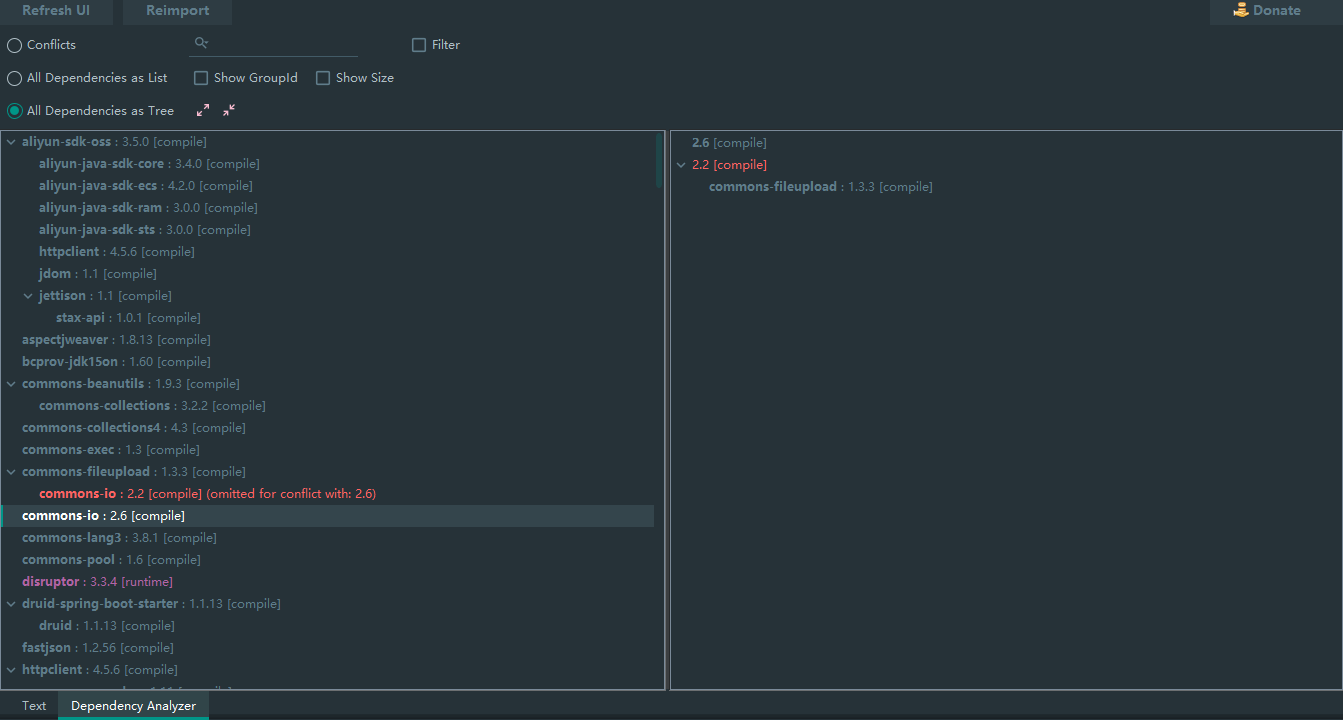 Refresh UI Reimport Donate
Conflicts Filter
All Dependencies as List Show GroupId Show Size
All Dependencies as Tree
aliyun-sdk-oss : 3.5.0 [compile]
aliyun-java-sdk-core : 3.4.0 [compile]
aliyun-java-sdk-ecs : 4.2.0 [compile]
aliyun-java-sdk-ram : 3.0.0 [compile]
aliyun-java-sdk-sts : 3.0.0 [compile]
httpclient : 4.5.6 [compile]
jdom : 1.1 [compile]
jettison : 1.1 [compile]
stax-api : 1.0.1 [compile]
aspectjweaver : 1.8.13 [compile]
bcprov-jdk15on : 1.60 [compile]
commons-beanutils : 1.9.3 [compile]
commons-collections : 3.2.2 [compile]
commons-collections4 : 4.3 [compile]
commons-exec : 1.3 [compile]
commons-fileupload : 1.3.3 [compile]
commons-io : 2.2 [compile] (omitted for conflict with: 2.6)
commons-io : 2.6 [compile]
commons-lang3 : 3.8.1 [compile]
commons-pool : 1.6 [compile]
disruptor : 3.3.4 [runtime]
druid-spring-boot-starter : 1.1.13 [compile]
druid : 1.1.13 [compile]
fastjson : 1.2.56 [compile]
httpclient : 4.5.6 [compile]
2.6 [compile]
2.2 [compile]
commons-fileupload : 1.3.3 [compile]
Text Dependency Analyzer